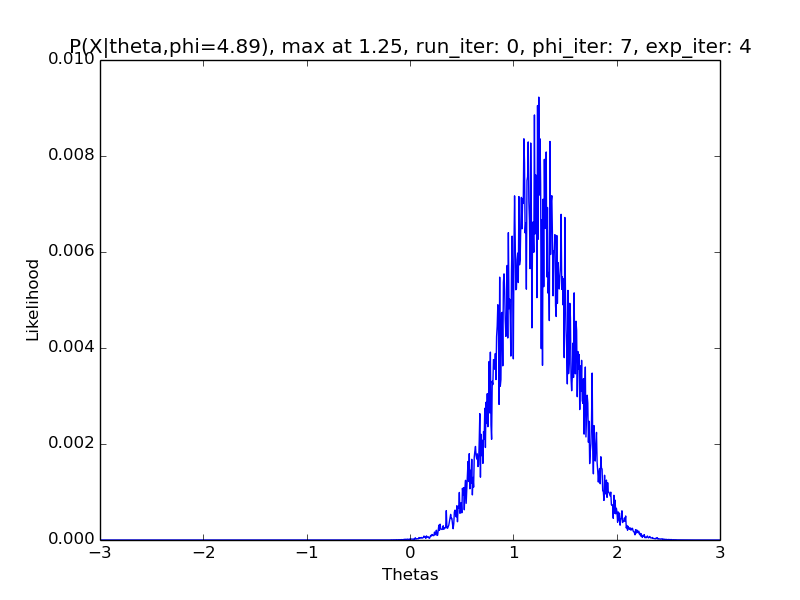 P(X|theta,phi=4.89), max at 1.25, run_iter: 0, phi_iter: 7, exp_iter: 4
0.010
0.008
0.006
0.004
0.002
0.000
Likelihood
−3 −2 −1 0 1 2 3
Thetas